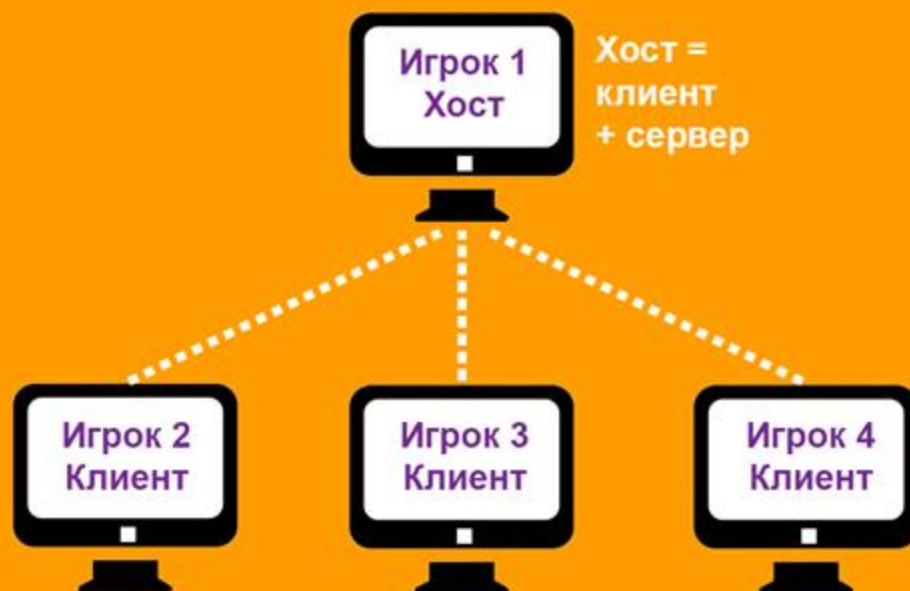 Игрок 1
Хост
Хост =
клиент
+ сервер
Игрок 2
Клиент
Игрок 3
Клиент
Игрок 4
Клиент